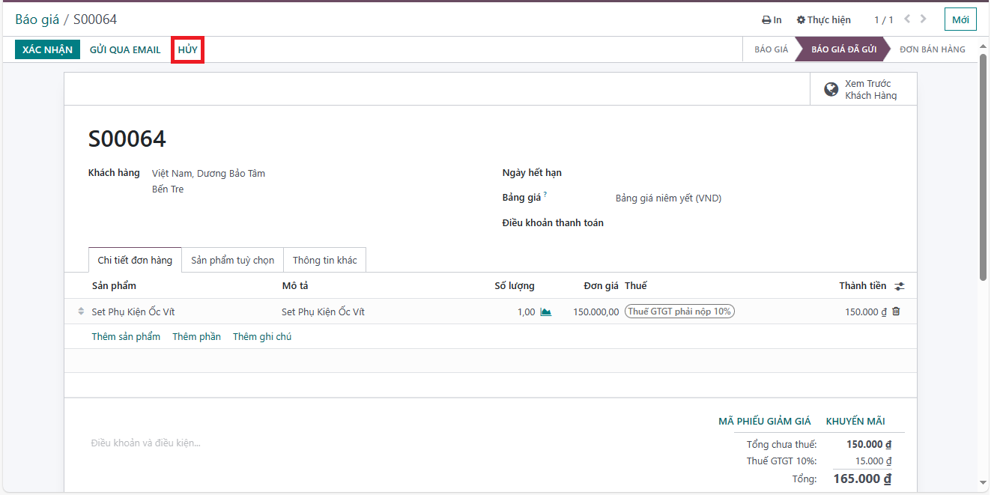 Báo giá / S00064
In Thực hiện 1 / 1 Mới
XÁC NHẬN GỬI QUA EMAIL HỦY
BÁO GIÁ BÁO GIÁ ĐÃ GỬI ĐƠN BÁN HÀNG
Xem Trước
Khách Hàng
S00064
Khách hàng Việt Nam, Dương Bảo Tâm
Bến Tre
Ngày hết hạn
Bảng giá ? Bảng giá niêm yết (VND)
Điều khoản thanh toán
Chi tiết đơn hàng Sản phẩm tuỳ chọn Thông tin khác
Sản phẩm Mô tả Số lượng Đơn giá Thuế Thành tiền
Set Phụ Kiện Ốc Vít Set Phụ Kiện Ốc Vít 1,00 150.000,00 Thuế GTGT phải nộp 10% 150.000 ₫
Thêm sản phẩm Thêm phần Thêm ghi chú
MÃ PHIẾU GIẢM GIÁ KHUYẾN MÃI
Điều khoản và điều kiện...
Tổng chưa thuế: 150.000 ₫
Thuế GTGT 10%: 15.000 ₫
Tổng: 165.000 ₫